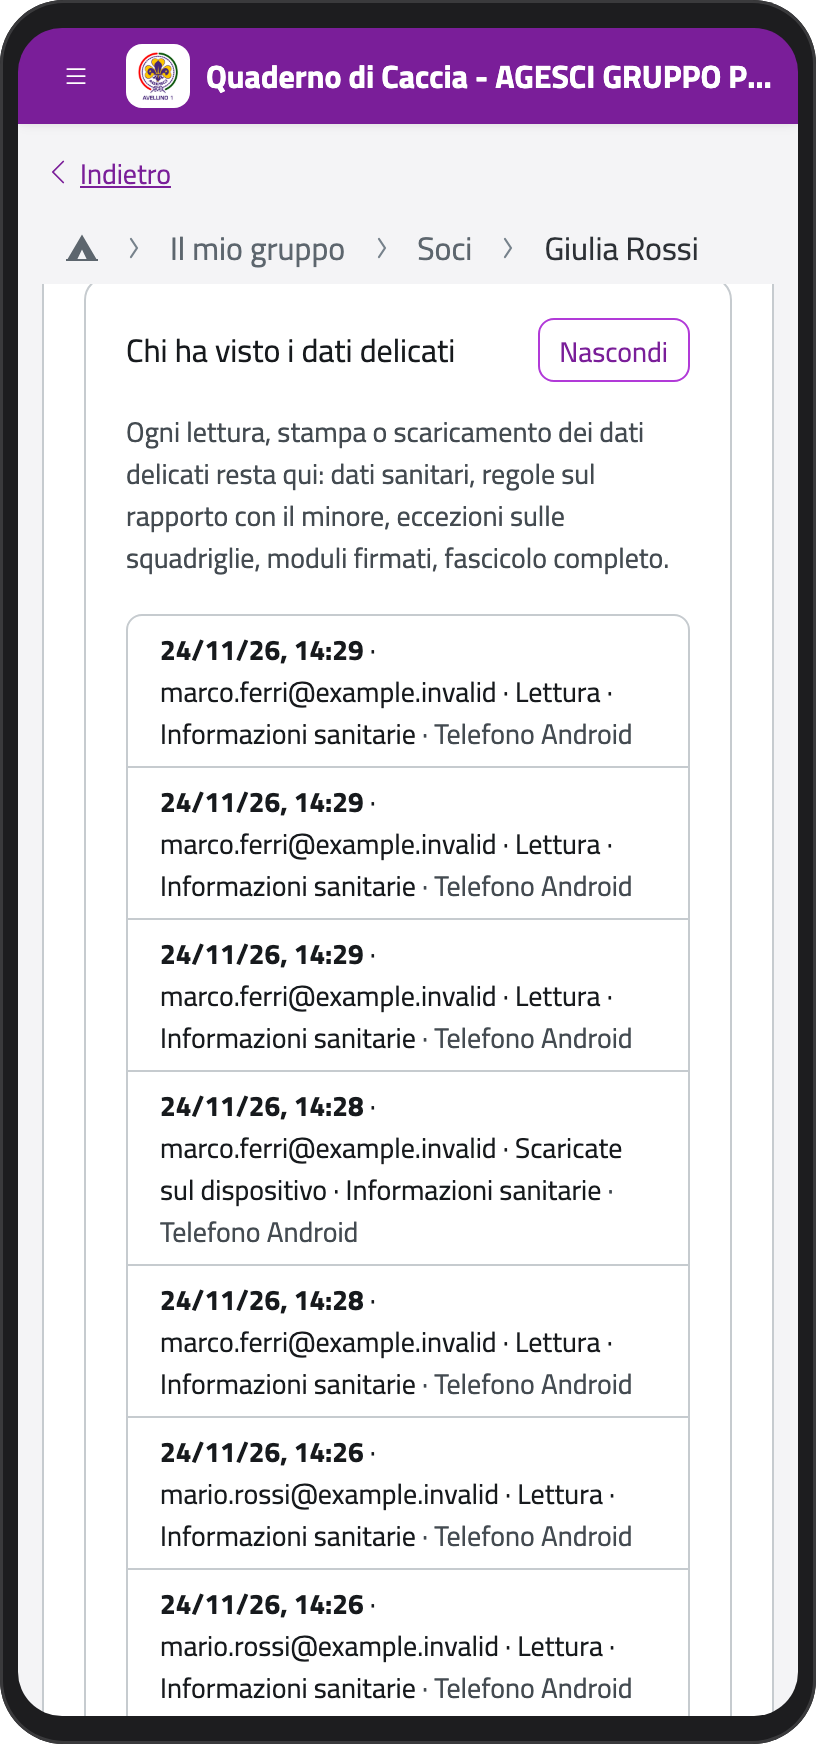 AVELLINO 1
Quaderno di Caccia - AGESCI GRUPPO P...
Indietro
Il mio gruppo
Soci
Giulia Rossi
Chi ha visto i dati delicati
Nascondi
Ogni lettura, stampa o scaricamento dei dati
delicati resta qui: dati sanitari, regole sul
rapporto con il minore, eccezioni sulle
squadriglie, moduli firmati, fascicolo completo.
24/11/26, 14:29 ·
marco.ferri@example.invalid · Lettura ·
Informazioni sanitarie · Telefono Android
24/11/26, 14:29 ·
marco.ferri@example.invalid · Lettura ·
Informazioni sanitarie · Telefono Android
24/11/26, 14:29 ·
marco.ferri@example.invalid · Lettura ·
Informazioni sanitarie · Telefono Android
24/11/26, 14:28 ·
marco.ferri@example.invalid · Scaricate
sul dispositivo · Informazioni sanitarie ·
Telefono Android
24/11/26, 14:28 ·
marco.ferri@example.invalid · Lettura ·
Informazioni sanitarie · Telefono Android
24/11/26, 14:26 ·
mario.rossi@example.invalid · Lettura ·
Informazioni sanitarie · Telefono Android
24/11/26, 14:26 ·
mario.rossi@example.invalid · Lettura ·
Informazioni sanitarie · Telefono Android